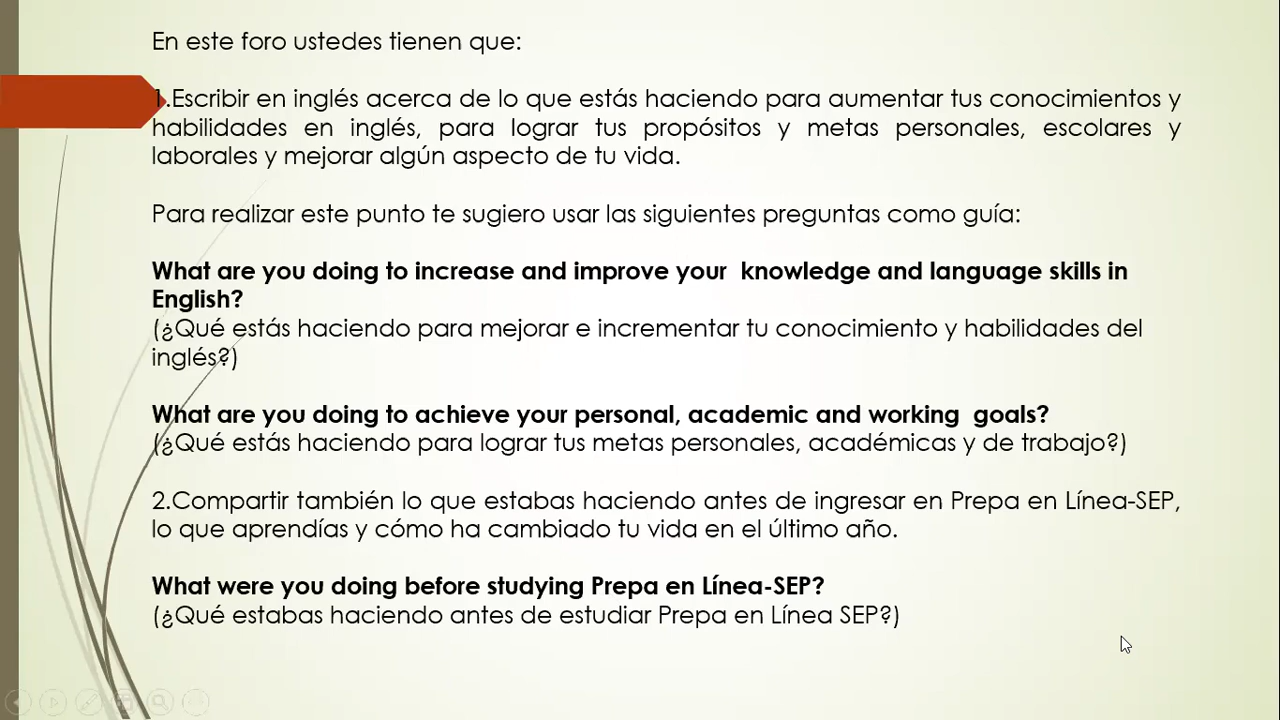 En este foro ustedes tienen que:
1.Escribir en inglés acerca de lo que estás haciendo para aumentar tus conocimientos y
habilidades en inglés, para lograr tus propósitos y metas personales, escolares y
laborales y mejorar algún aspecto de tu vida.
Para realizar este punto te sugiero usar las siguientes preguntas como guía:
What are you doing to increase and improve your knowledge and language skills in
English?
(¿Qué estás haciendo para mejorar e incrementar tu conocimiento y habilidades del
inglés?)
What are you doing to achieve your personal, academic and working goals?
(¿Qué estás haciendo para lograr tus metas personales, académicas y de trabajo?)
2.Compartir también lo que estabas haciendo antes de ingresar en Prepa en Línea-SEP,
lo que aprendías y cómo ha cambiado tu vida en el último año.
What were you doing before studying Prepa en Línea-SEP?
(¿Qué estabas haciendo antes de estudiar Prepa en Línea SEP?)